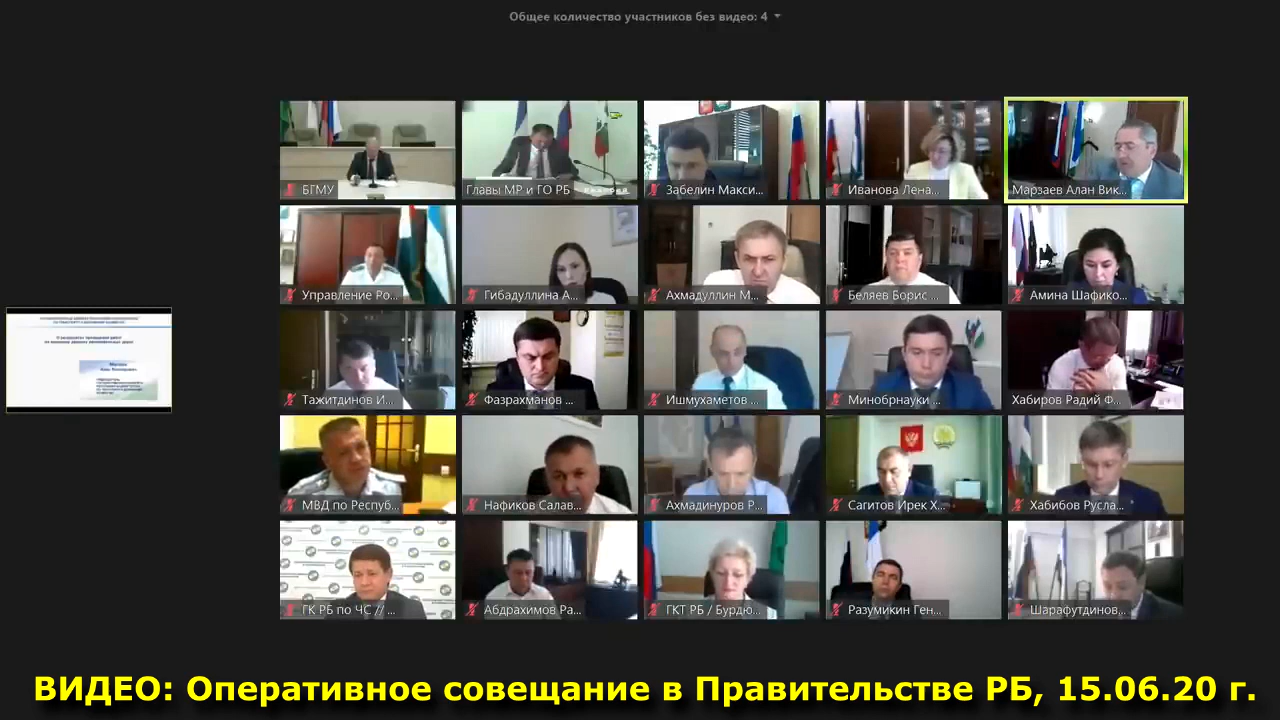 Общее количество участников без видео: 4
БГМУ
Главы МР и ГО РБ
Забелин Макси...
Иванова Лена...
Марзаев Алан Вик...
Управление Ро...
Гибадуллина А...
Ахмадуллин М...
Беляев Борис ...
Амина Шафико...
Тажитдинов И...
Фазрахманов ...
Ишмухаметов ...
Минобрнауки ...
Хабиров Радий Ф...
МВД по Респуб...
Нафиков Салав...
Ахмадинуров Р...
Сагитов Ирек Х...
Хабибов Русла...
ГК РБ по ЧС // ...
Абдрахимов Ра...
ГКТ РБ / Бурдю...
Разумикин Ген...
Шарафутдинов...
ВИДЕО: Оперативное совещание в Правительстве РБ, 15.06.20 г.